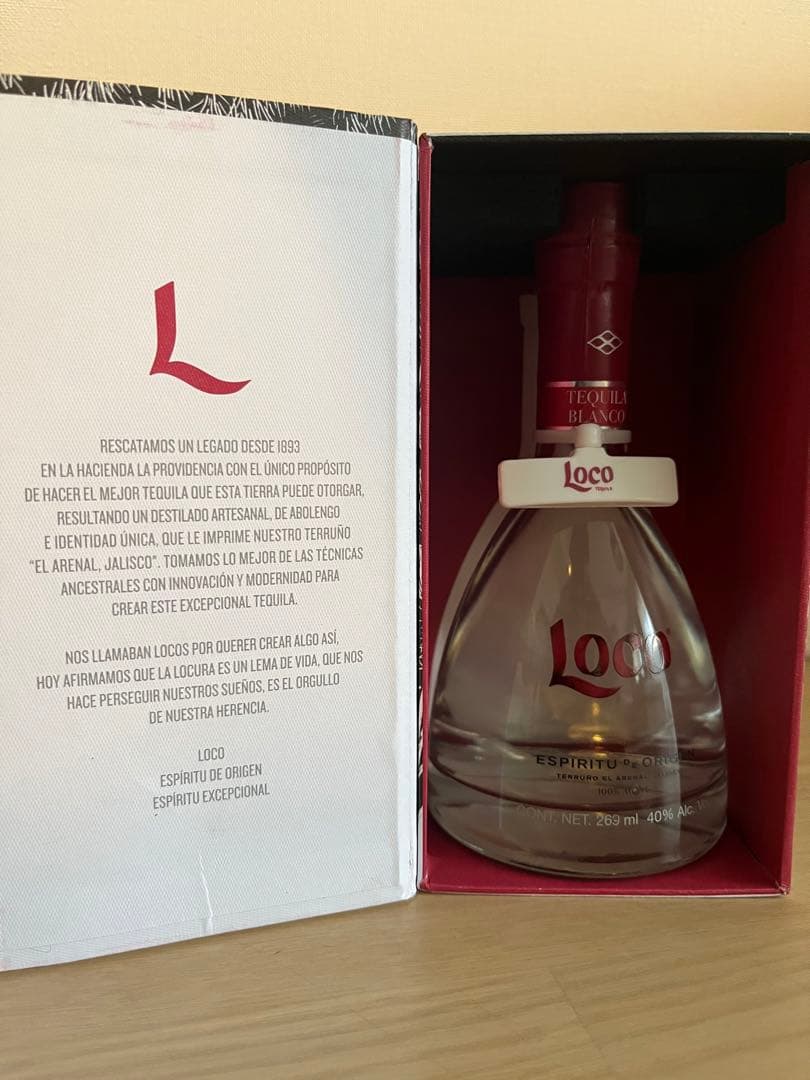 L
RESCATAMOS UN LEGADO DESDE 1893
EN LA HACIENDA LA PROVIDENCIA CON EL ÚNICO PROPÓSITO
DE HACER EL MEJOR TEQUILA QUE ESTA TIERRA PUEDE OTORGAR,
RESULTANDO UN DESTILADO ARTESANAL, DE ABOLENGO
E IDENTIDAD ÚNICA, QUE LE IMPRIME NUESTRO TERRUÑO
"EL ARENAL, JALISCO". TOMAMOS LO MEJOR DE LAS TÉCNICAS
ANCESTRALES CON INNOVACIÓN Y MODERNIDAD PARA
CREAR ESTE EXCEPCIONAL TEQUILA.
NOS LLAMABAN LOCOS POR QUERER CREAR ALGO ASÍ,
HOY AFIRMAMOS QUE LA LOCURA ES UN LEMA DE VIDA, QUE NOS
HACE PERSEGUIR NUESTROS SUEÑOS, ES EL ORGULLO
DE NUESTRA HERENCIA.
LOCO
ESPÍRITU DE ORIGEN
ESPÍRITU EXCEPCIONAL
TEQUILA
BLANCO
Loco
TEQUILA
LOCO
ESPÍRITU DE ORIGEN
TERRUÑO EL ARENAL
100%
CONT. NET. 269 ml 40% Alc.